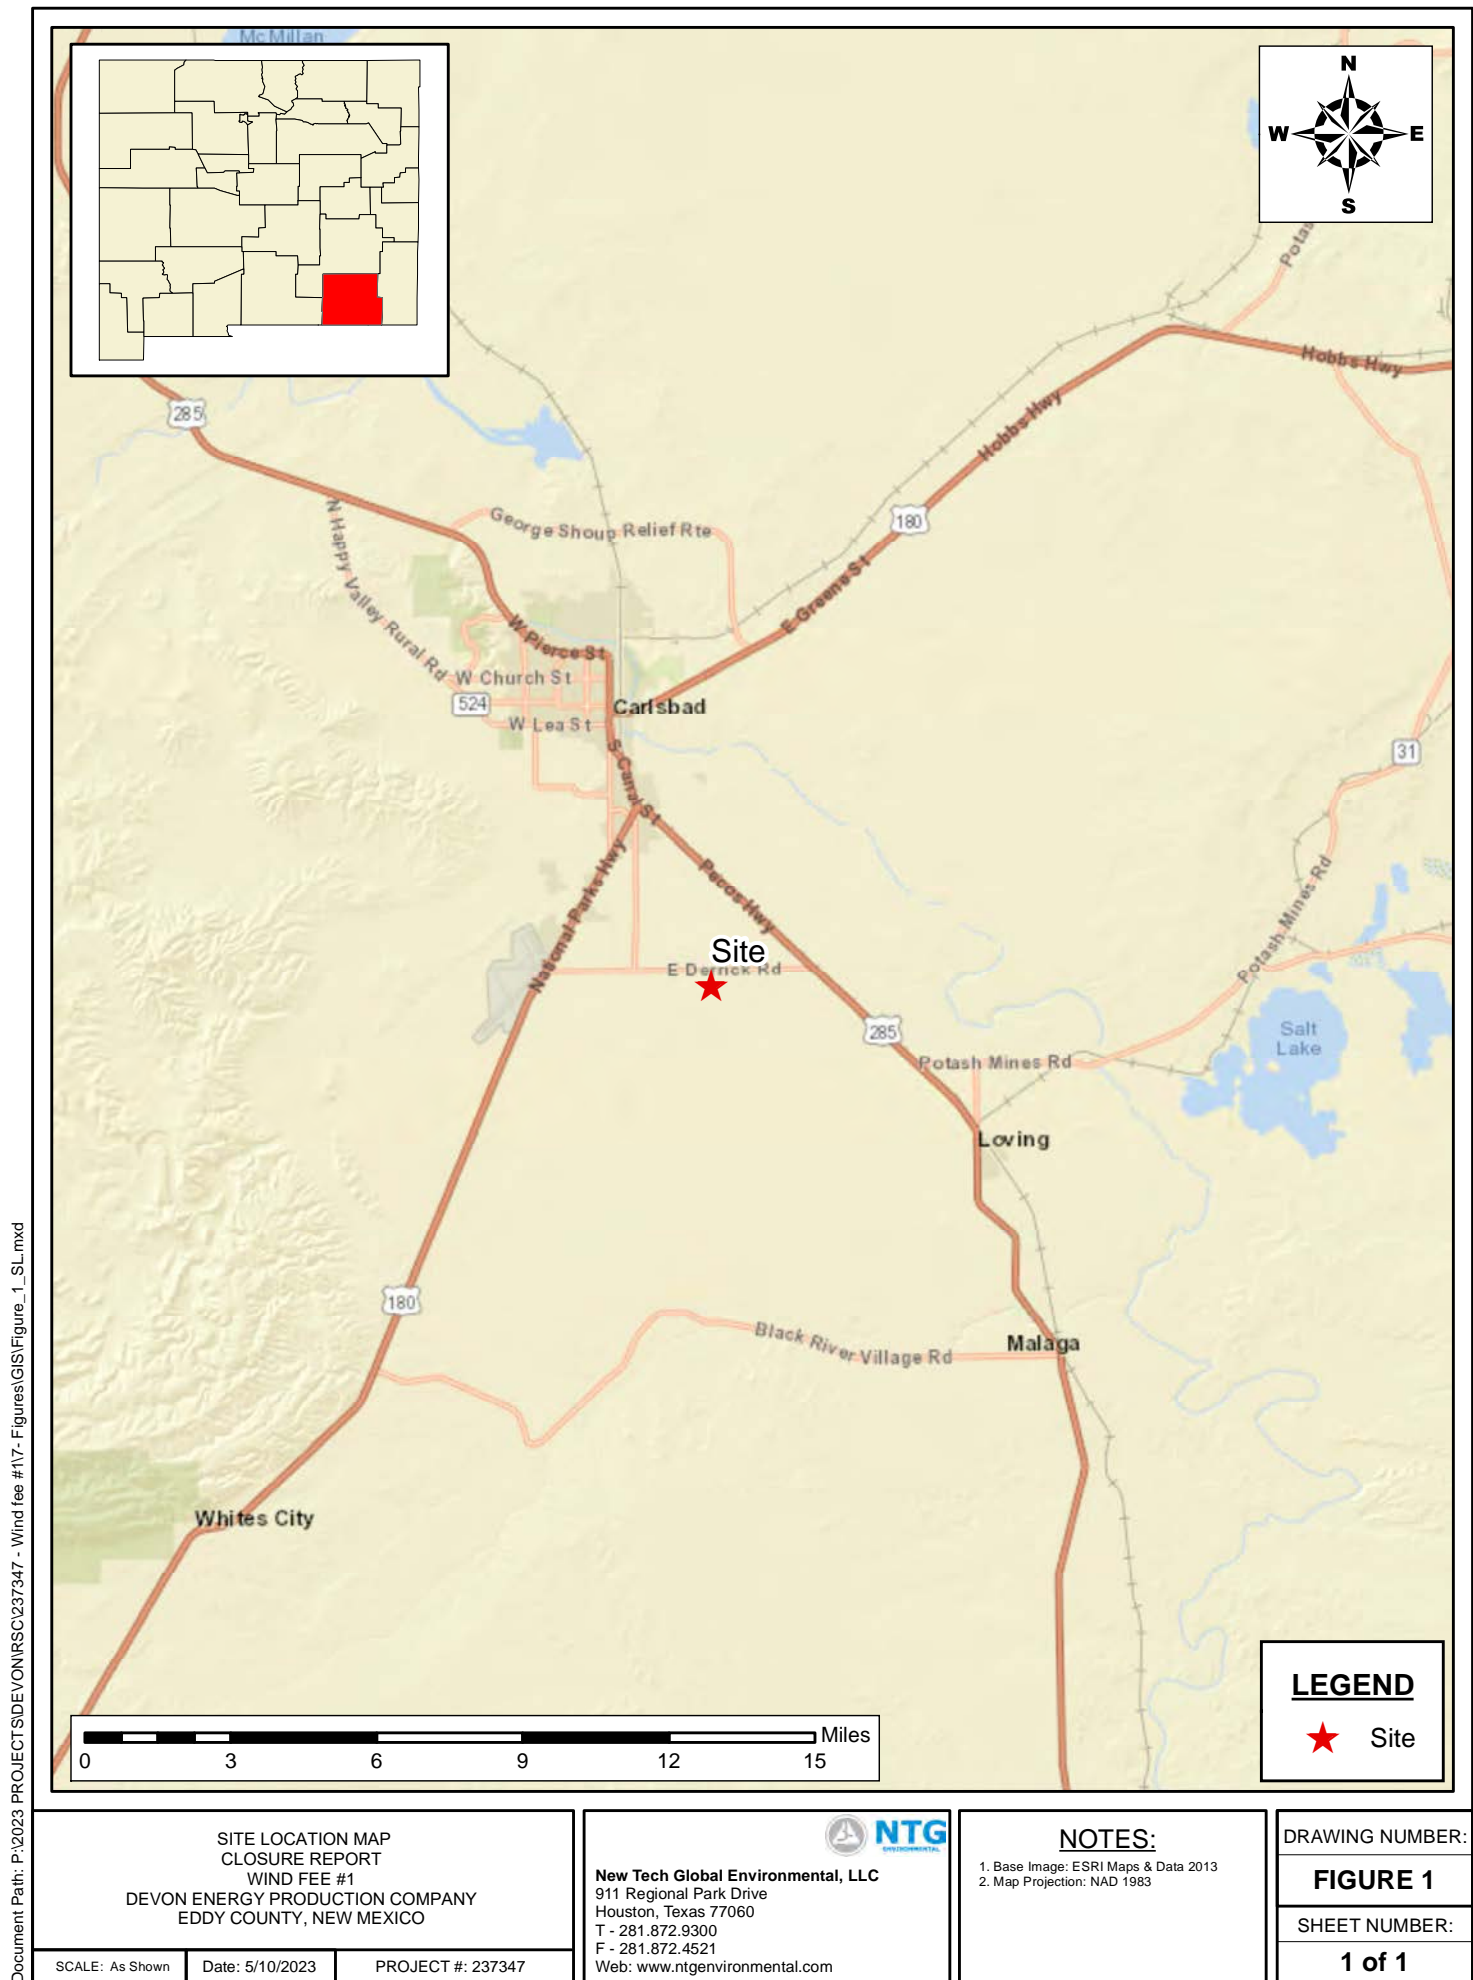 McMillan
N
W
E
S
Potas
Hobbs Hwy
285
Hobbs Hwy
180
N Happy Valley Rural Rd
George Shoup Relief Rte
E Greene St
W Pierce St
W Church St
524
Carlsbad
W Lea St
S Canal St
31
National Parks Hwy
Pecos Hwy
Potash Mines Rd
Site
E Derrick Rd
285
Salt
Lake
Potash Mines Rd
Loving
180
Black River Village Rd
Malaga
Whites City
LEGEND
Site
Miles
0 3 6 9 12 15
Document Path: P:\2023 PROJECTS\DEVON\RSC\237347 - Wind fee #1\7- Figures\GIS\Figure_1_SL.mxd
SITE LOCATION MAP
CLOSURE REPORT
WIND FEE #1
DEVON ENERGY PRODUCTION COMPANY
EDDY COUNTY, NEW MEXICO
SCALE: As Shown
Date: 5/10/2023
PROJECT #: 237347
NTG
ENVIRONMENTAL
New Tech Global Environmental, LLC
911 Regional Park Drive
Houston, Texas 77060
T - 281.872.9300
F - 281.872.4521
Web: www.ntgenvironmental.com
NOTES:
1. Base Image: ESRI Maps & Data 2013
2. Map Projection: NAD 1983
DRAWING NUMBER:
FIGURE 1
SHEET NUMBER:
1 of 1